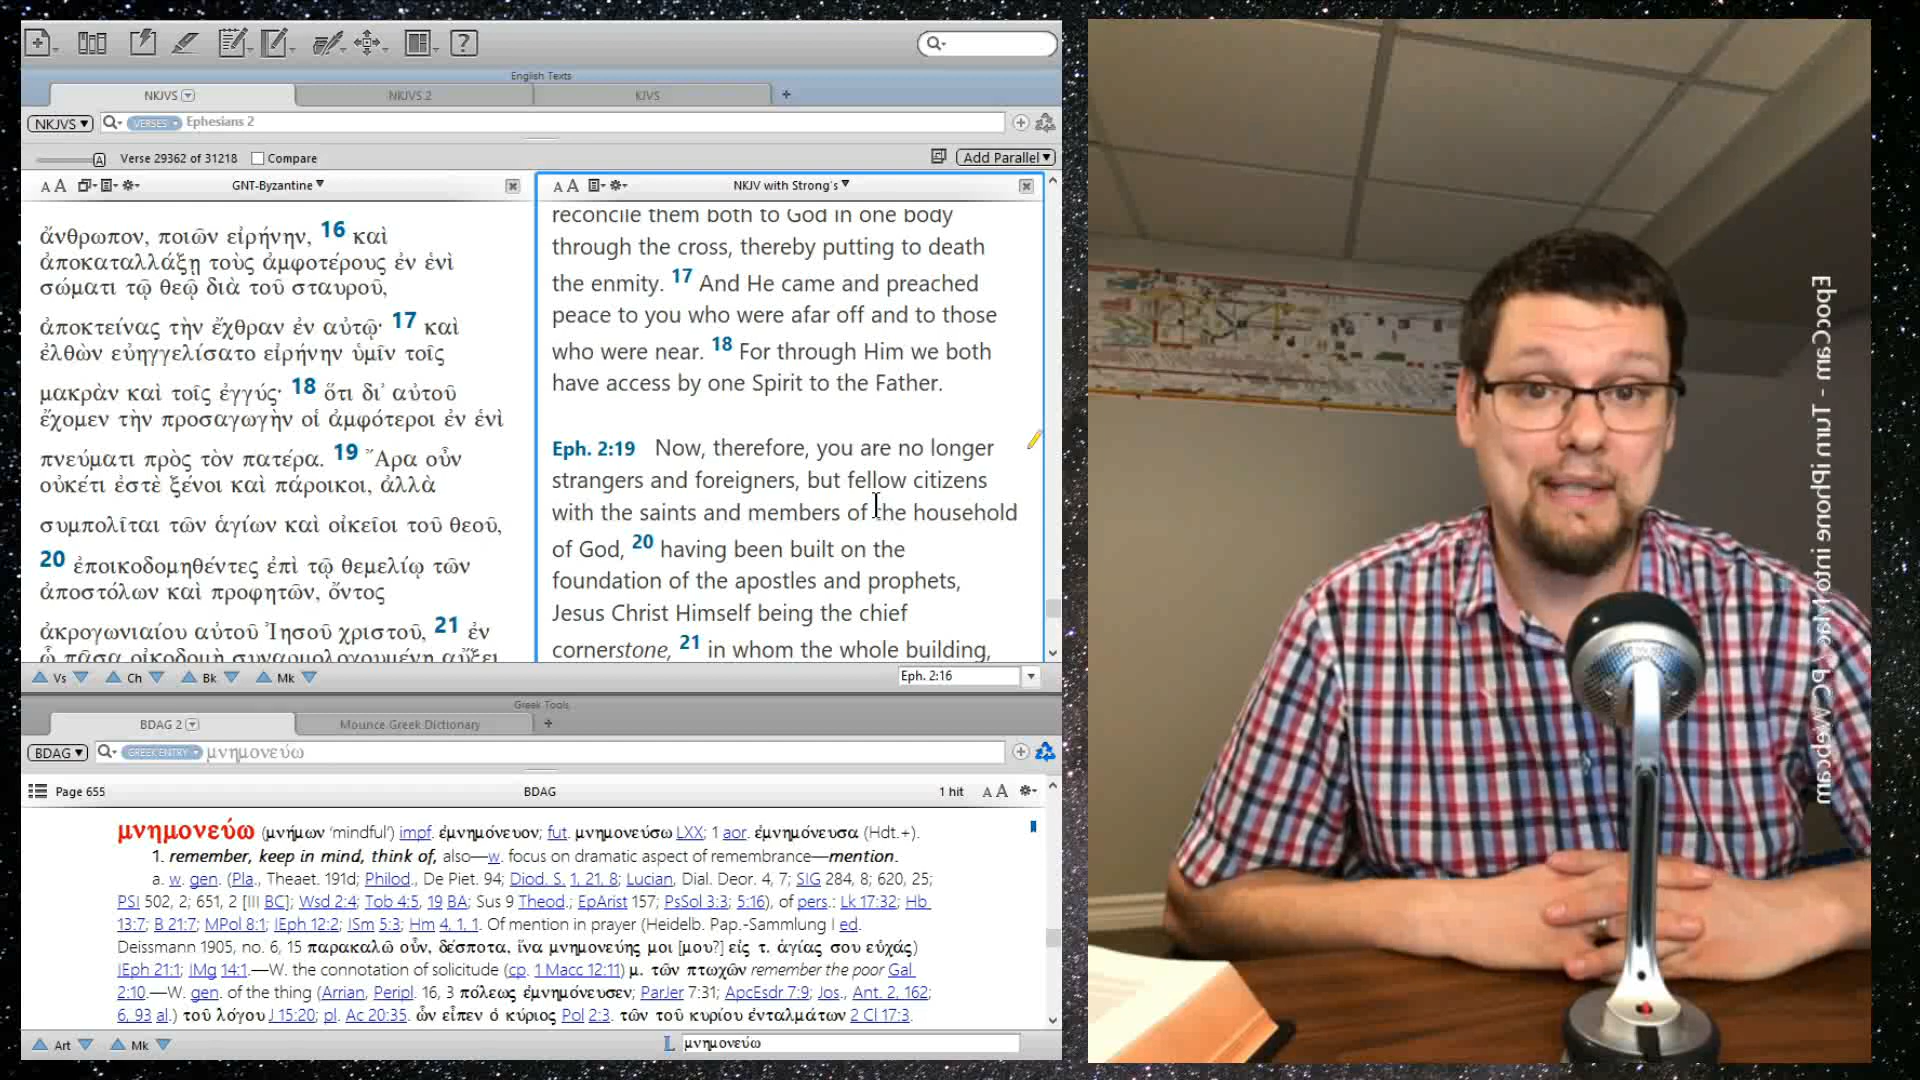 English Texts
NKJVS
NKJVS 2
KJVS
NKJVS
VERSES
Ephesians 2
Verse 29362 of 31218
Compare
Add Parallel
GNT-Byzantine
ἄνθρωπον, ποιῶν εἰρήνην, 16 καὶ
ἀποκαταλλάξῃ τοὺς ἀμφοτέρους ἐν ἑνὶ
σώματι τῷ θεῷ διὰ τοῦ σταυροῦ,
ἀποκτείνας τὴν ἔχθραν ἐν αὐτῷ· 17 καὶ
ἐλθὼν εὐηγγελίσατο εἰρήνην ὑμῖν τοῖς
μακρὰν καὶ τοῖς ἐγγύς· 18 ὅτι δι’ αὐτοῦ
ἔχομεν τὴν προσαγωγὴν οἱ ἀμφότεροι ἐν ἑνὶ
πνεύματι πρὸς τὸν πατέρα. 19 Ἄρα οὖν
οὐκέτι ἐστὲ ξένοι καὶ πάροικοι, ἀλλὰ
συμπολῖται τῶν ἁγίων καὶ οἰκεῖοι τοῦ θεοῦ,
20 ἐποικοδομηθέντες ἐπὶ τῷ θεμελίῳ τῶν
ἀποστόλων καὶ προφητῶν, ὄντος
ἀκρογωνιαίου αὐτοῦ Ἰησοῦ χριστοῦ, 21 ἐν
ᾧ πᾶσα οἰκοδομὴ συναρμολογουμένη αὔξει
NKJV with Strong's
reconcile them both to God in one body
through the cross, thereby putting to death
the enmity. 17 And He came and preached
peace to you who were afar off and to those
who were near. 18 For through Him we both
have access by one Spirit to the Father.
Eph. 2:19 Now, therefore, you are no longer
strangers and foreigners, but fellow citizens
with the saints and members of the household
of God, 20 having been built on the
foundation of the apostles and prophets,
Jesus Christ Himself being the chief
cornerstone, 21 in whom the whole building,
Vs Ch Bk Mk
Eph. 2:16
Greek Tools
BDAG 2
Mounce Greek Dictionary
BDAG
GREEK ENTRY
μνημονεύω
Page 655
BDAG
1 hit
μνημονεύω (μνήμων ‘mindful’) impf. ἐμνημόνευον; fut. μνημονεύσω LXX; 1 aor. ἐμνημόνευσα (Hdt.+).
1. remember, keep in mind, think of, also—w. focus on dramatic aspect of remembrance—mention.
a. w. gen. (Pla., Theaet. 191d; Philod., De Piet. 94; Diod. S. 1, 21, 8; Lucian, Dial. Deor. 4, 7; SIG 284, 8; 620, 25;
PSI 502, 2; 651, 2 [III BC]; Wsd 2:4; Tob 4:5, 19 BA; Sus 9 Theod.; EpArist 157; PsSol 3:3; 5:16), of pers.: Lk 17:32; Hb
13:7; B 21:7; MPol 8:1; IEph 12:2; ISm 5:3; Hm 4, 1, 1. Of mention in prayer (Heidelb. Pap.-Sammlung I ed.
Deissmann 1905, no. 6, 15 παρακαλῶ οὖν, δέσποτα, ἵνα μνημονεύῃς μοι [μου?] εἰς τ. ἁγίας σου εὐχάς)
IEph 21:1; IMg 14:1.—W. the connotation of solicitude (cp. 1 Macc 12:11) μ. τῶν πτωχῶν remember the poor Gal
2:10.—W. gen. of the thing (Arrian, Peripl. 16, 3 πόλεως ἐμνημόνευσεν; ParJer 7:31; ApcEsdr 7:9; Jos., Ant. 2, 162;
6, 93 al.) τοῦ λόγου J 15:20; pl. Ac 20:35. ὧν εἶπεν ὁ κύριος Pol 2:3. τῶν τοῦ κυρίου ἐνταλμάτων 2 Cl 17:3.
Art Mk
μνημονεύω
EpocCam - Turn iPhone into Mac / PC Webcam